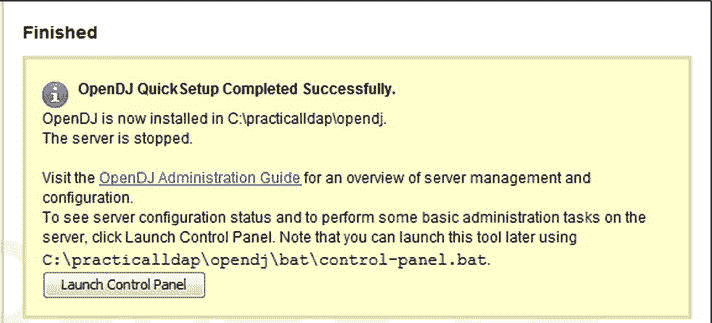 Finished
OpenDJ QuickSetup Completed Successfully.
OpenDJ is now installed in C:\practicalldap\opendj.
The server is stopped.
Visit the OpenDJ Administration Guide for an overview of server management and
configuration.
To see server configuration status and to perform some basic administration tasks on the
server, click Launch Control Panel. Note that you can launch this tool later using
C:\practicalldap\opendj\bat\control-panel.bat.
Launch Control Panel